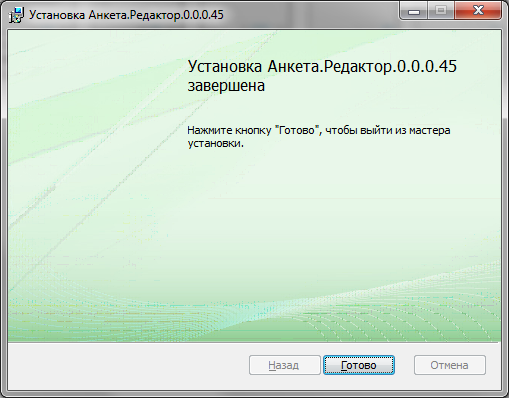 Установка Анкета.Редактор.0.0.0.45
Установка Анкета.Редактор.0.0.0.45
завершена
Нажмите кнопку "Готово", чтобы выйти из мастера
установки.
Назад
Готово
Отмена